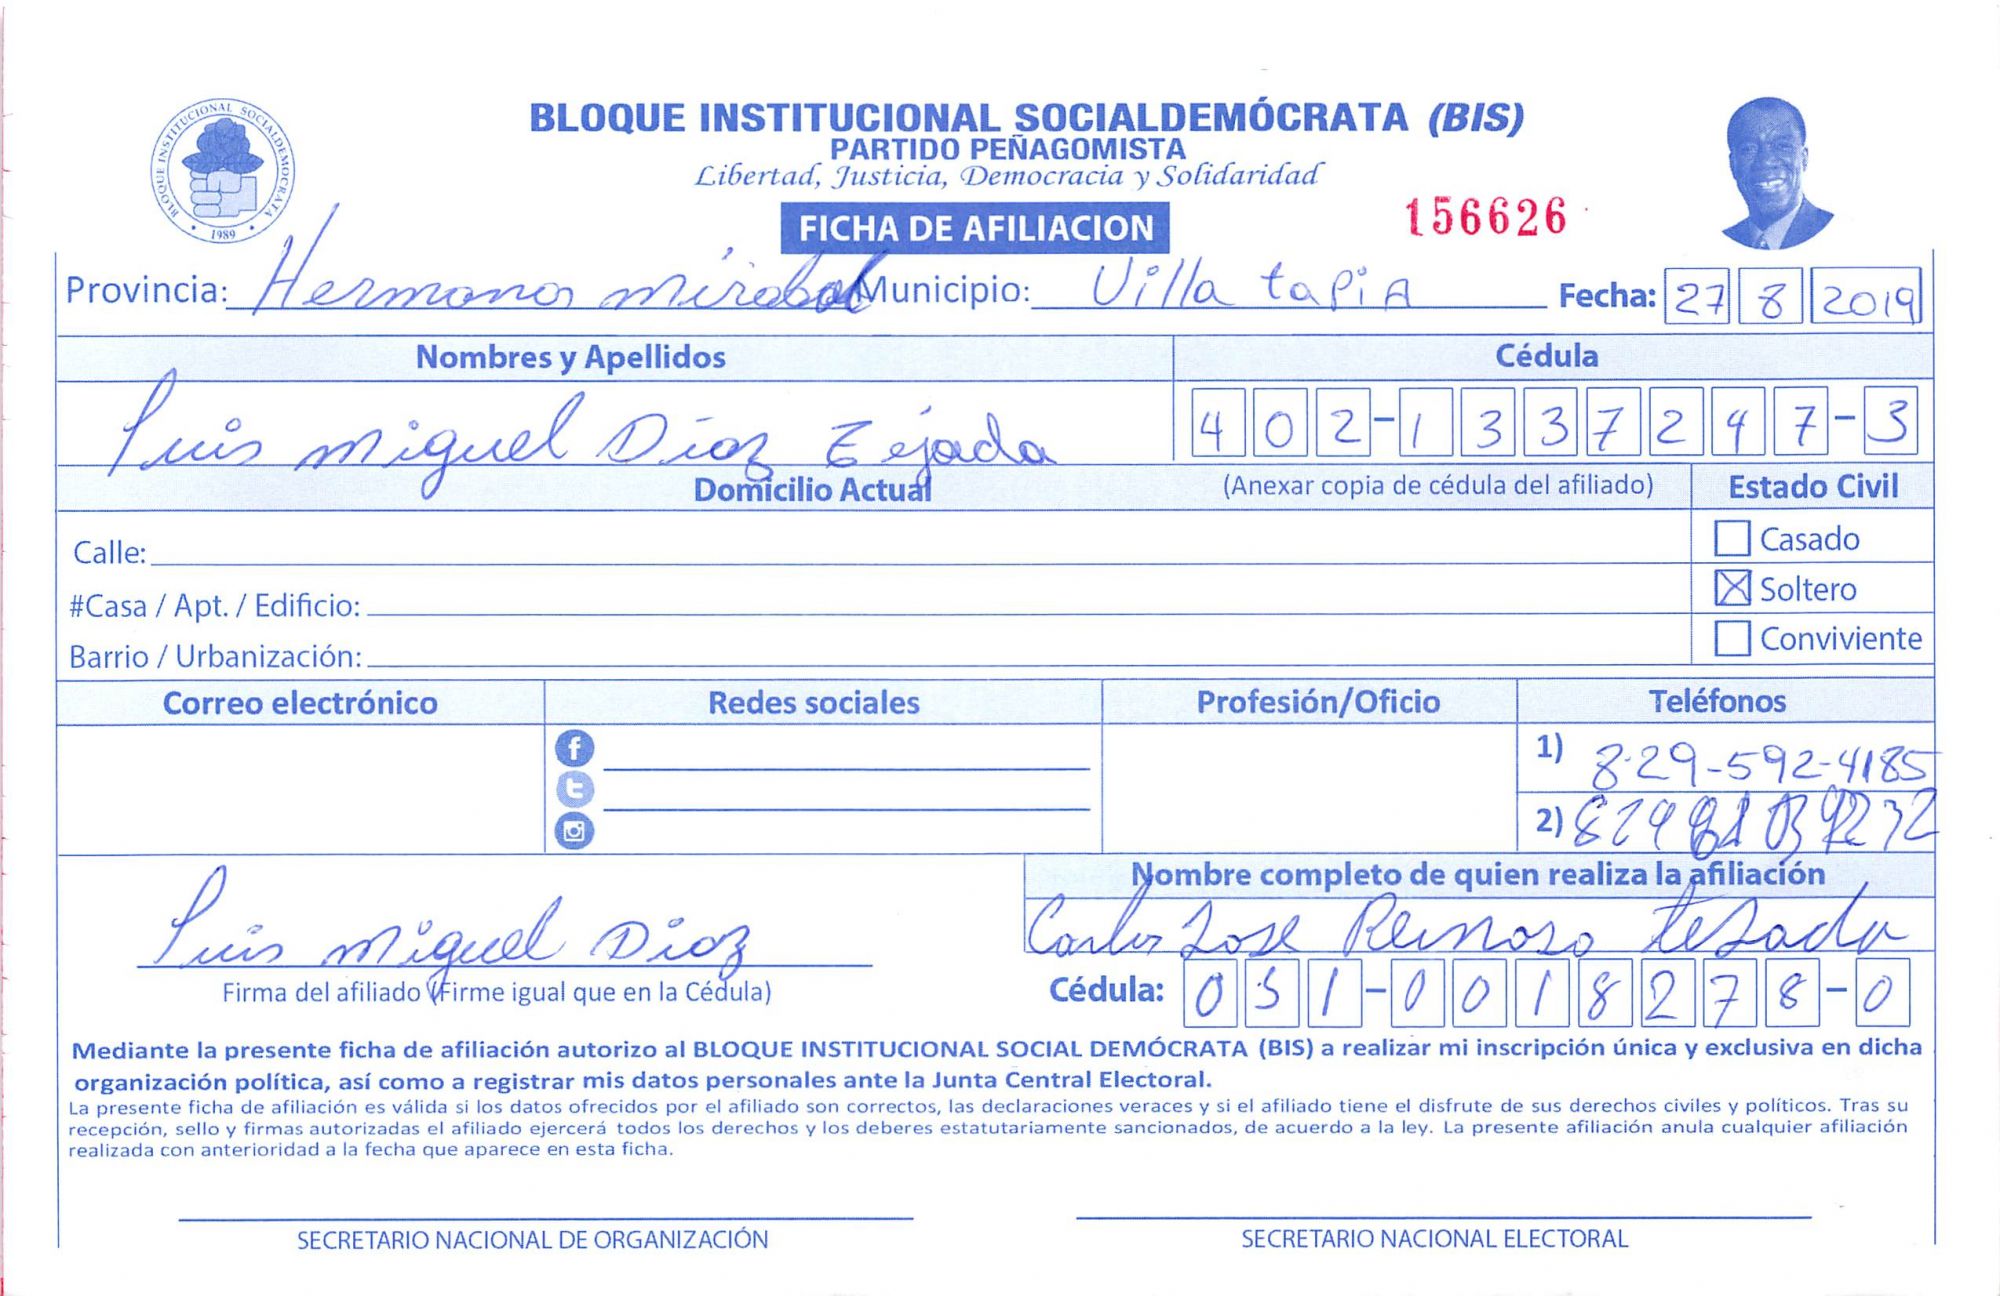 BLOQUE INSTITUCIONAL SOCIALDEMOCRATA
1989
BLOQUE INSTITUCIONAL SOCIALDEMÓCRATA (BIS)
PARTIDO PEÑAGOMISTA
Libertad, Justicia, Democracia y Solidaridad
FICHA DE AFILIACION
156626
Provincia: Hermanas mirabal Municipio: Villa tapia Fecha: 27 8 2019
Nombres y Apellidos Cédula
Luis Miguel Díaz Tejada 402-1337247-3
Domicilio Actual (Anexar copia de cédula del afiliado) Estado Civil
Calle: Casado
#Casa / Apt. / Edificio: Soltero
Barrio / Urbanización: Conviviente
Correo electrónico Redes sociales Profesión/Oficio Teléfonos
1) 829-592-4185
2) 829
Nombre completo de quien realiza la afiliación
Luis Miguel Díaz Carlos Jose Reinoso Tejada
Firma del afiliado (Firme igual que en la Cédula) Cédula: 051-0018278-0
Mediante la presente ficha de afiliación autorizo al BLOQUE INSTITUCIONAL SOCIAL DEMÓCRATA (BIS) a realizar mi inscripción única y exclusiva en dicha
organización política, así como a registrar mis datos personales ante la Junta Central Electoral.
La presente ficha de afiliación es válida si los datos ofrecidos por el afiliado son correctos, las declaraciones veraces y si el afiliado tiene el disfrute de sus derechos civiles y políticos. Tras su
recepción, sello y firmas autorizadas el afiliado ejercerá todos los derechos y los deberes estatutariamente sancionados, de acuerdo a la ley. La presente afiliación anula cualquier afiliación
realizada con anterioridad a la fecha que aparece en esta ficha.
SECRETARIO NACIONAL DE ORGANIZACIÓN SECRETARIO NACIONAL ELECTORAL